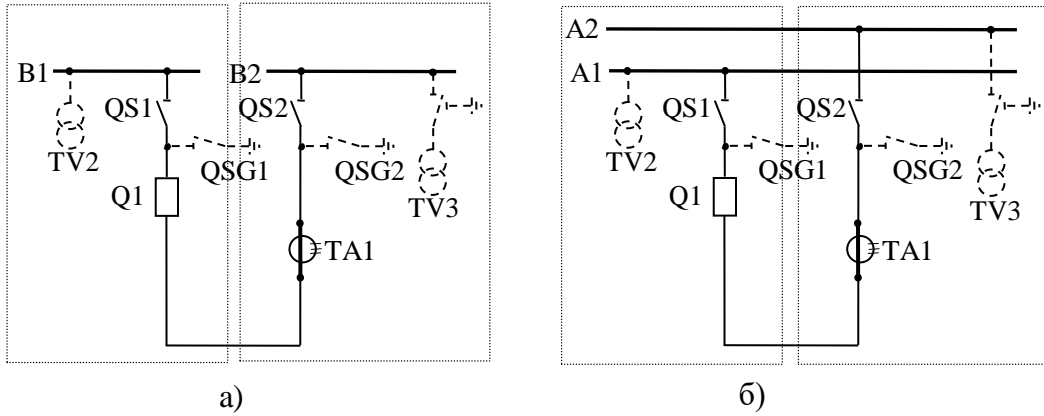 B1
B2
QS1
QS2
TV2
QSG1
QSG2
Q1
TV3
TA1
а)
A2
A1
QS1
QS2
TV2
QSG1
QSG2
Q1
TV3
TA1
б)